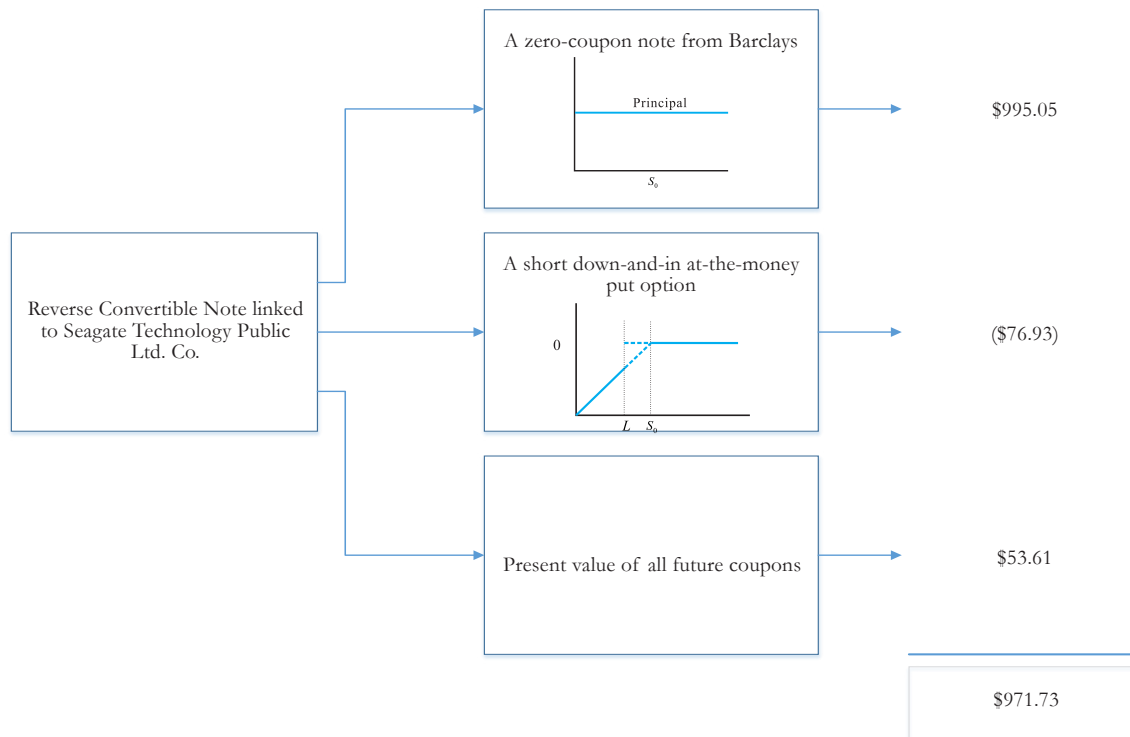 A zero-coupon note from Barclays
Principal
S₀
$995.05
Reverse Convertible Note linked
to Seagate Technology Public
Ltd. Co.
A short down-and-in at-the-money
put option
0
L
S₀
($76.93)
Present value of all future coupons
$53.61
$971.73